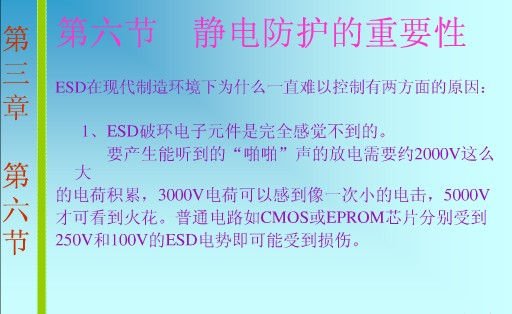 第三章 第六节
第六节 静电防护的重要性
ESD在现代制造环境下为什么一直难以控制有两方面的原因：
1、ESD破坏电子元件是完全感觉不到的。
要产生能听到的“啪啪”声的放电需要约2000V这么
大
的电荷积累，3000V电荷可以感到像一次小的电击，5000V
才可看到火花。普通电路如CMOS或EPROM芯片分别受到
250V和100V的ESD电势即可能受到损伤。